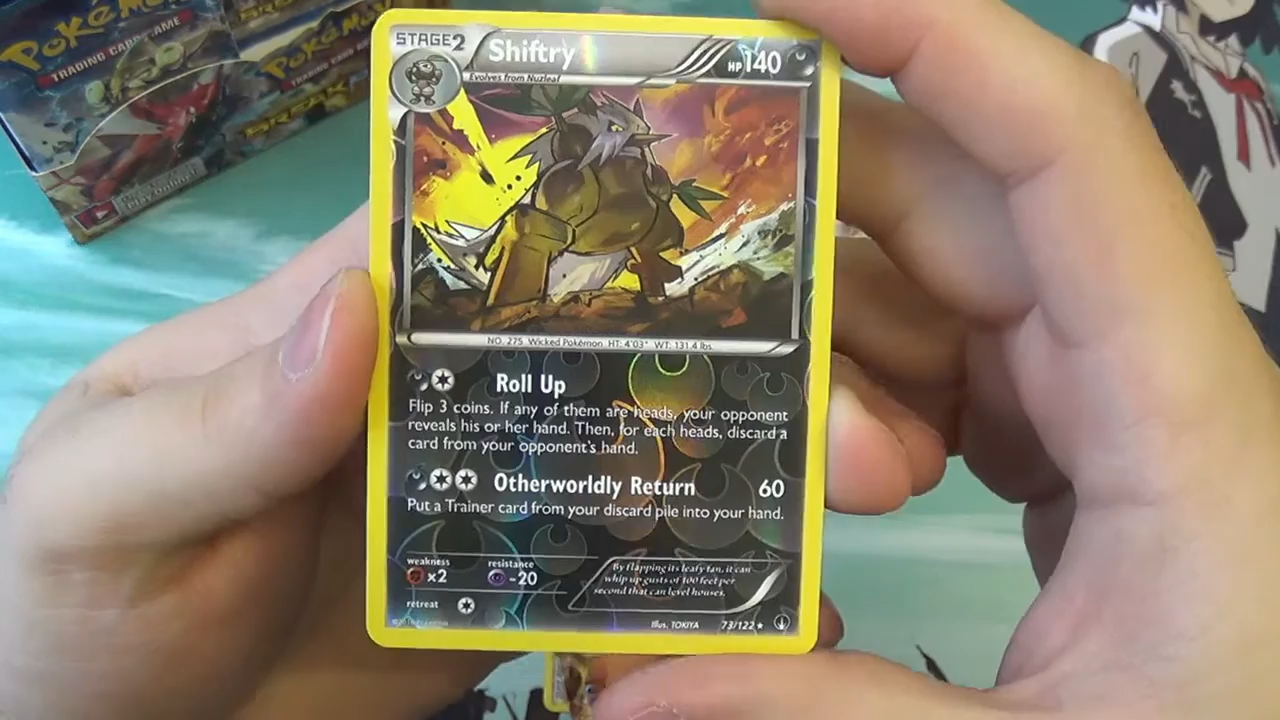 POKéMON
TRADING CARD GAME
POKéMON
BREAK
Play Online!
STAGE2
Shiftry
HP140
Evolves from Nuzleaf
NO. 275 Wicked Pokémon HT: 4'03" WT: 131.4 lbs.
Roll Up
Flip 3 coins. If any of them are heads, your opponent
reveals his or her hand. Then, for each heads, discard a
card from your opponent's hand.
Otherworldly Return 60
Put a Trainer card from your discard pile into your hand.
weakness
x2
resistance
-20
retreat
By flapping its leafy fan, it can
whip up gusts of 100 feet per
second that can level houses.
Illus. TOKIYA 73/122